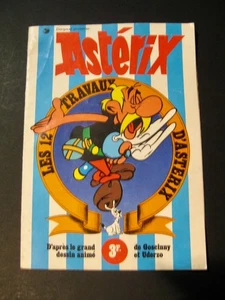 Astérix
LES 12 TRAVAUX D'ASTERIX
D'après le grand
dessin animé
3F
de Goscinny
et Uderzo